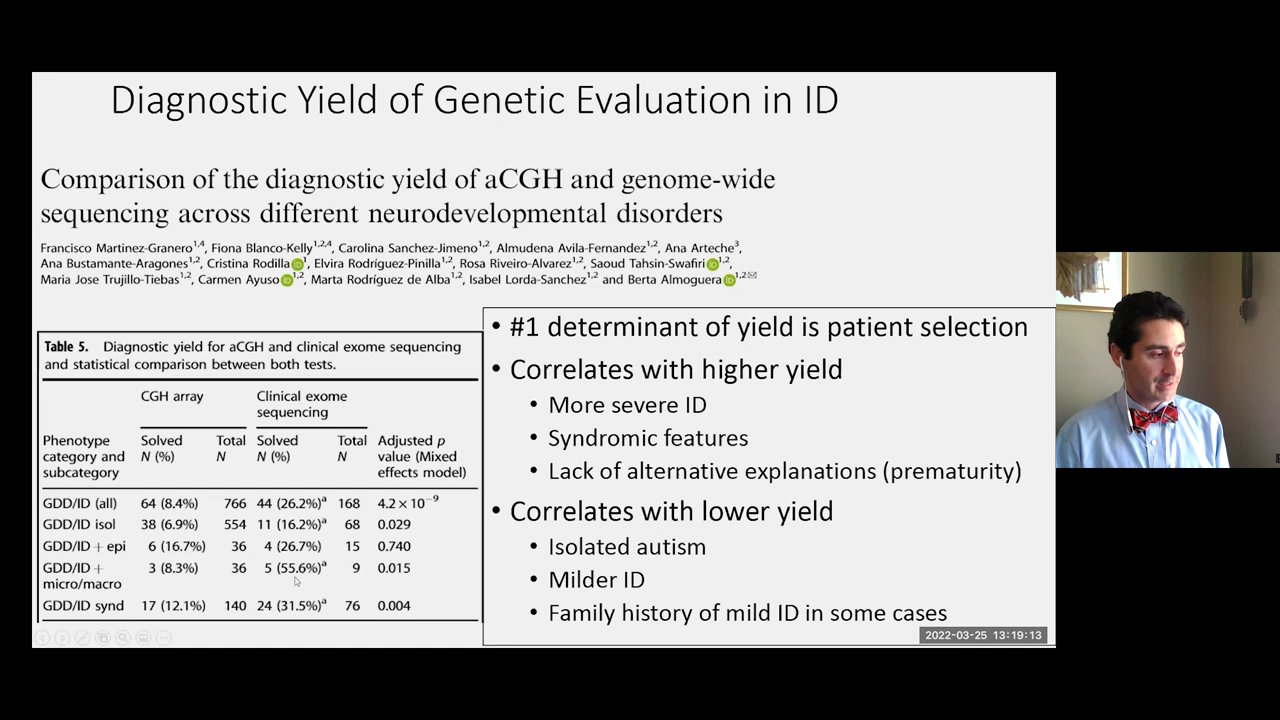 Diagnostic Yield of Genetic Evaluation in ID
Comparison of the diagnostic yield of aCGH and genome-wide
sequencing across different neurodevelopmental disorders
Francisco Martinez-Granero1,4, Fiona Blanco-Kelly1,2,4, Carolina Sanchez-Jimeno1,2, Almudena Avila-Fernandez1,2, Ana Arteche3,
Ana Bustamante-Aragones1,2, Cristina Rodilla1, Elvira Rodríguez-Pinilla1,2, Rosa Riveiro-Alvarez1,2, Saoud Tahsin-Swafiri1,2,
Maria Jose Trujillo-Tiebas1,2, Carmen Ayuso1,2, Marta Rodríguez de Alba1,2, Isabel Lorda-Sanchez1,2 and Berta Almoguera1,2✉
Table 5. Diagnostic yield for aCGH and clinical exome sequencing
and statistical comparison between both tests.
CGH array Clinical exome
sequencing
Phenotype Solved Total Solved Total Adjusted p
category and N (%) N N (%) N value (Mixed
subcategory effects model)
GDD/ID (all) 64 (8.4%) 766 44 (26.2%)a 168 4.2 × 10−9
GDD/ID isol 38 (6.9%) 554 11 (16.2%)a 68 0.029
GDD/ID + epi 6 (16.7%) 36 4 (26.7%) 15 0.740
GDD/ID + 3 (8.3%) 36 5 (55.6%)a 9 0.015
micro/macro
GDD/ID synd 17 (12.1%) 140 24 (31.5%)a 76 0.004
• #1 determinant of yield is patient selection
• Correlates with higher yield
• More severe ID
• Syndromic features
• Lack of alternative explanations (prematurity)
• Correlates with lower yield
• Isolated autism
• Milder ID
• Family history of mild ID in some cases
2022-03-25 13:19:13